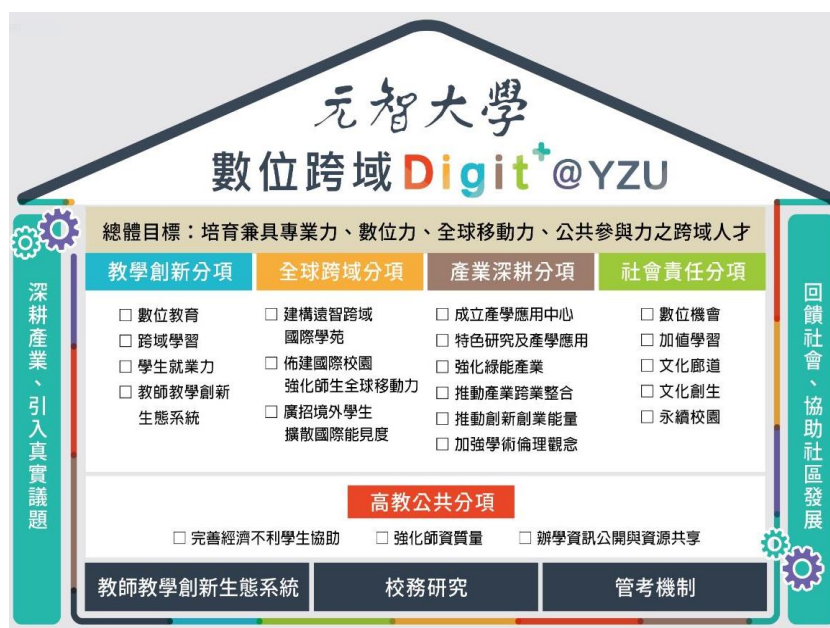 元智大學
數位跨域 Digit+@YZU
總體目標：培育兼具專業力、數位力、全球移動力、公共參與力之跨域人才
深耕產業、引入真實議題
教學創新分項
□ 數位教育
□ 跨域學習
□ 學生就業力
□ 教師教學創新
生態系統
全球跨域分項
□ 建構遠智跨域
國際學苑
□ 佈建國際校園
強化師生全球移動力
□ 廣招境外學生
擴散國際能見度
產業深耕分項
□ 成立產學應用中心
□ 特色研究及產學應用
□ 強化綠能產業
□ 推動產業跨業整合
□ 推動創新創業能量
□ 加強學術倫理觀念
社會責任分項
□ 數位機會
□ 加值學習
□ 文化廊道
□ 文化創生
□ 永續校園
回饋社會、協助社區發展
高教公共分項
□ 完善經濟不利學生協助
□ 強化師資質量
□ 辦學資訊公開與資源共享
教師教學創新生態系統
校務研究
管考機制